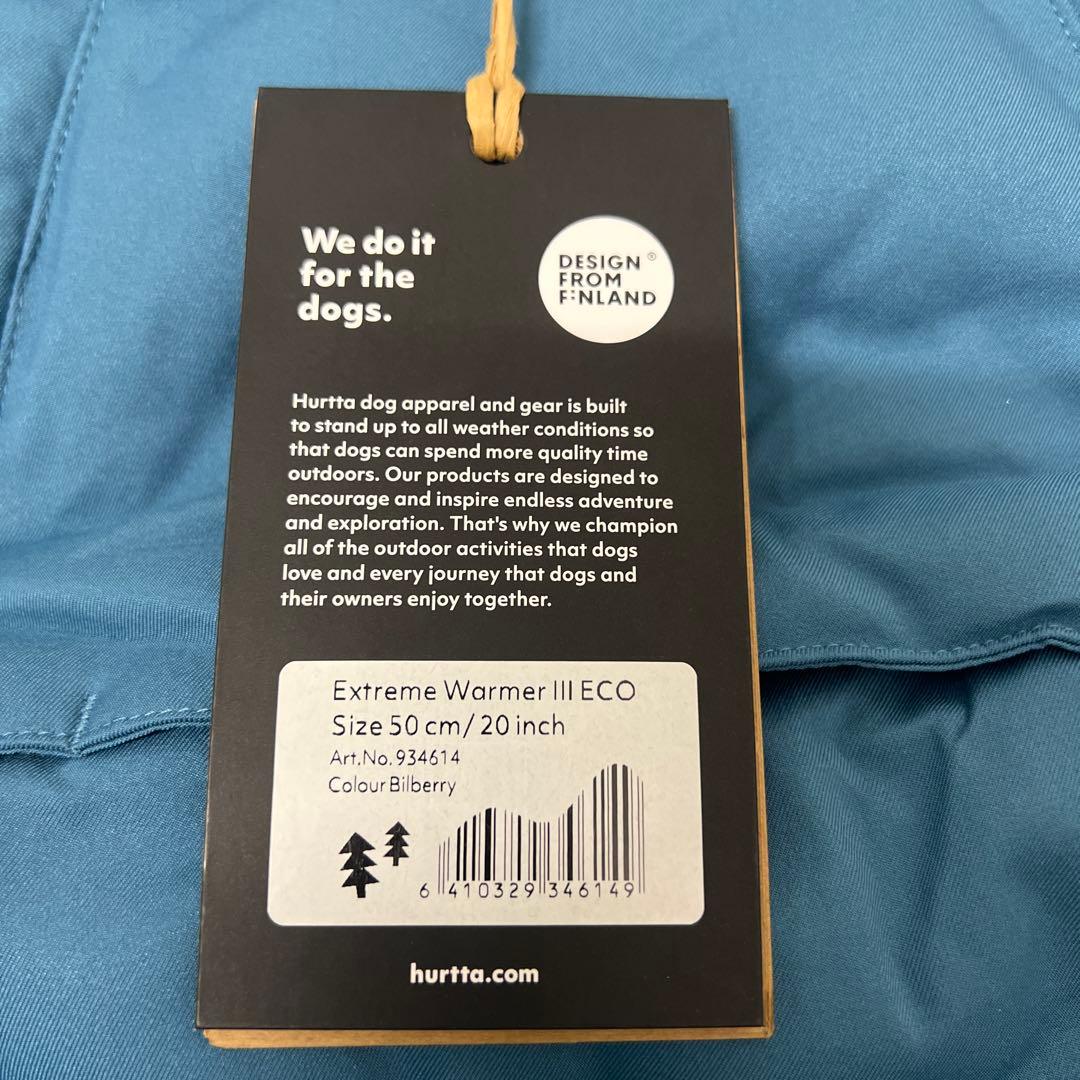 We do it
for the
dogs.
DESIGN ®
FROM
FINLAND
Hurtta dog apparel and gear is built
to stand up to all weather conditions so
that dogs can spend more quality time
outdoors. Our products are designed to
encourage and inspire endless adventure
and exploration. That's why we champion
all of the outdoor activities that dogs
love and every journey that dogs and
their owners enjoy together.
Extreme Warmer III ECO
Size 50 cm/ 20 inch
Art.No. 934614
Colour Bilberry
6 410329 346149
hurtta.com